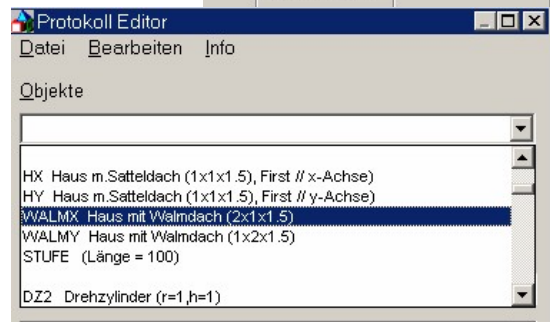 Protokoll Editor
Datei Bearbeiten Info
Objekte
HX Haus m.Satteldach (1x1x1.5), First // x-Achse)
HY Haus m.Satteldach (1x1x1.5), First // y-Achse)
WALMX Haus mit Walmdach (2x1x1.5)
WALMY Haus mit Walmdach (1x2x1.5)
STUFE (Länge = 100)
DZ2 Drehzylinder (r=1,h=1)